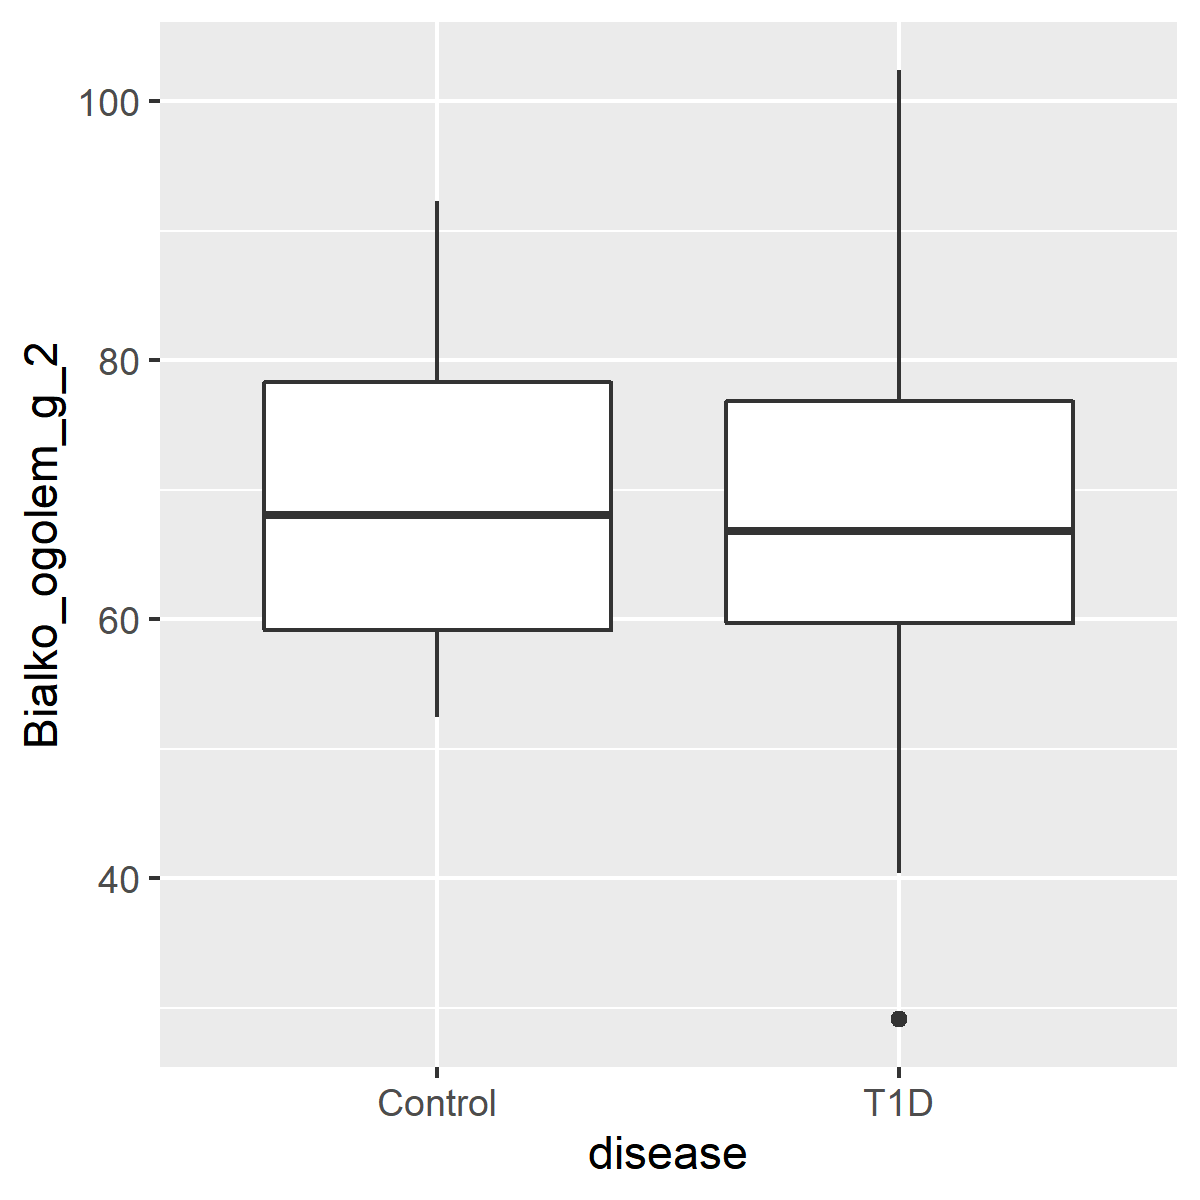 Bialko_ogolem_g_2
100
80
60
40
Control
T1D
disease